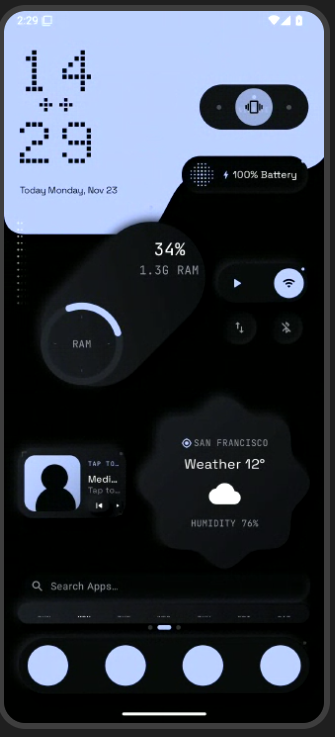 2:29
14
29
Today Monday, Nov 23
100% Battery
34%
1.3G RAM
RAM
SAN FRANCISCO
Weather 12°
HUMIDITY 76%
TAP TO…
Medi…
Tap to…
Search Apps…